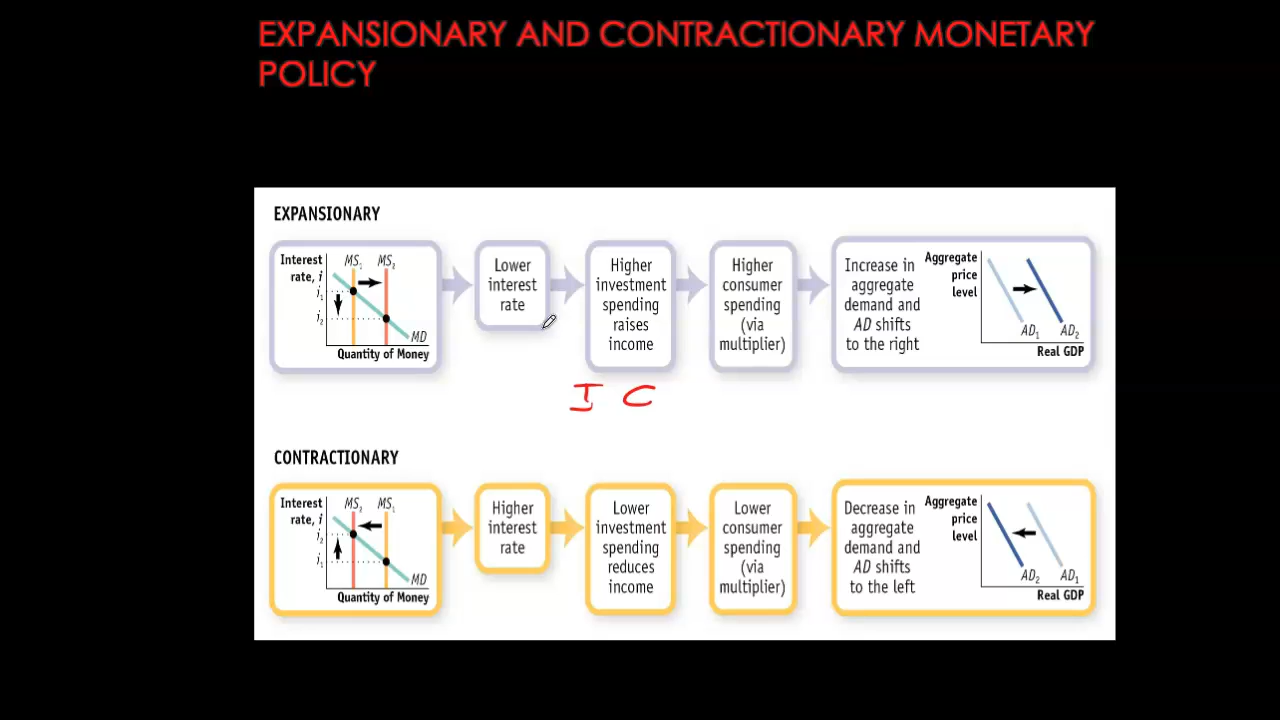 EXPANSIONARY AND CONTRACTIONARY MONETARY
POLICY
EXPANSIONARY
Interest
rate, i
MS₁
MS₂
i₁
i₂
MD
Quantity of Money
Lower
interest
rate
Higher
investment
spending
raises
income
Higher
consumer
spending
(via
multiplier)
Increase in
aggregate
demand and
AD shifts
to the right
Aggregate
price
level
AD₁
AD₂
Real GDP
I C
CONTRACTIONARY
Interest
rate, i
MS₂
MS₁
i₂
i₁
MD
Quantity of Money
Higher
interest
rate
Lower
investment
spending
reduces
income
Lower
consumer
spending
(via
multiplier)
Decrease in
aggregate
demand and
AD shifts
to the left
Aggregate
price
level
AD₂
AD₁
Real GDP